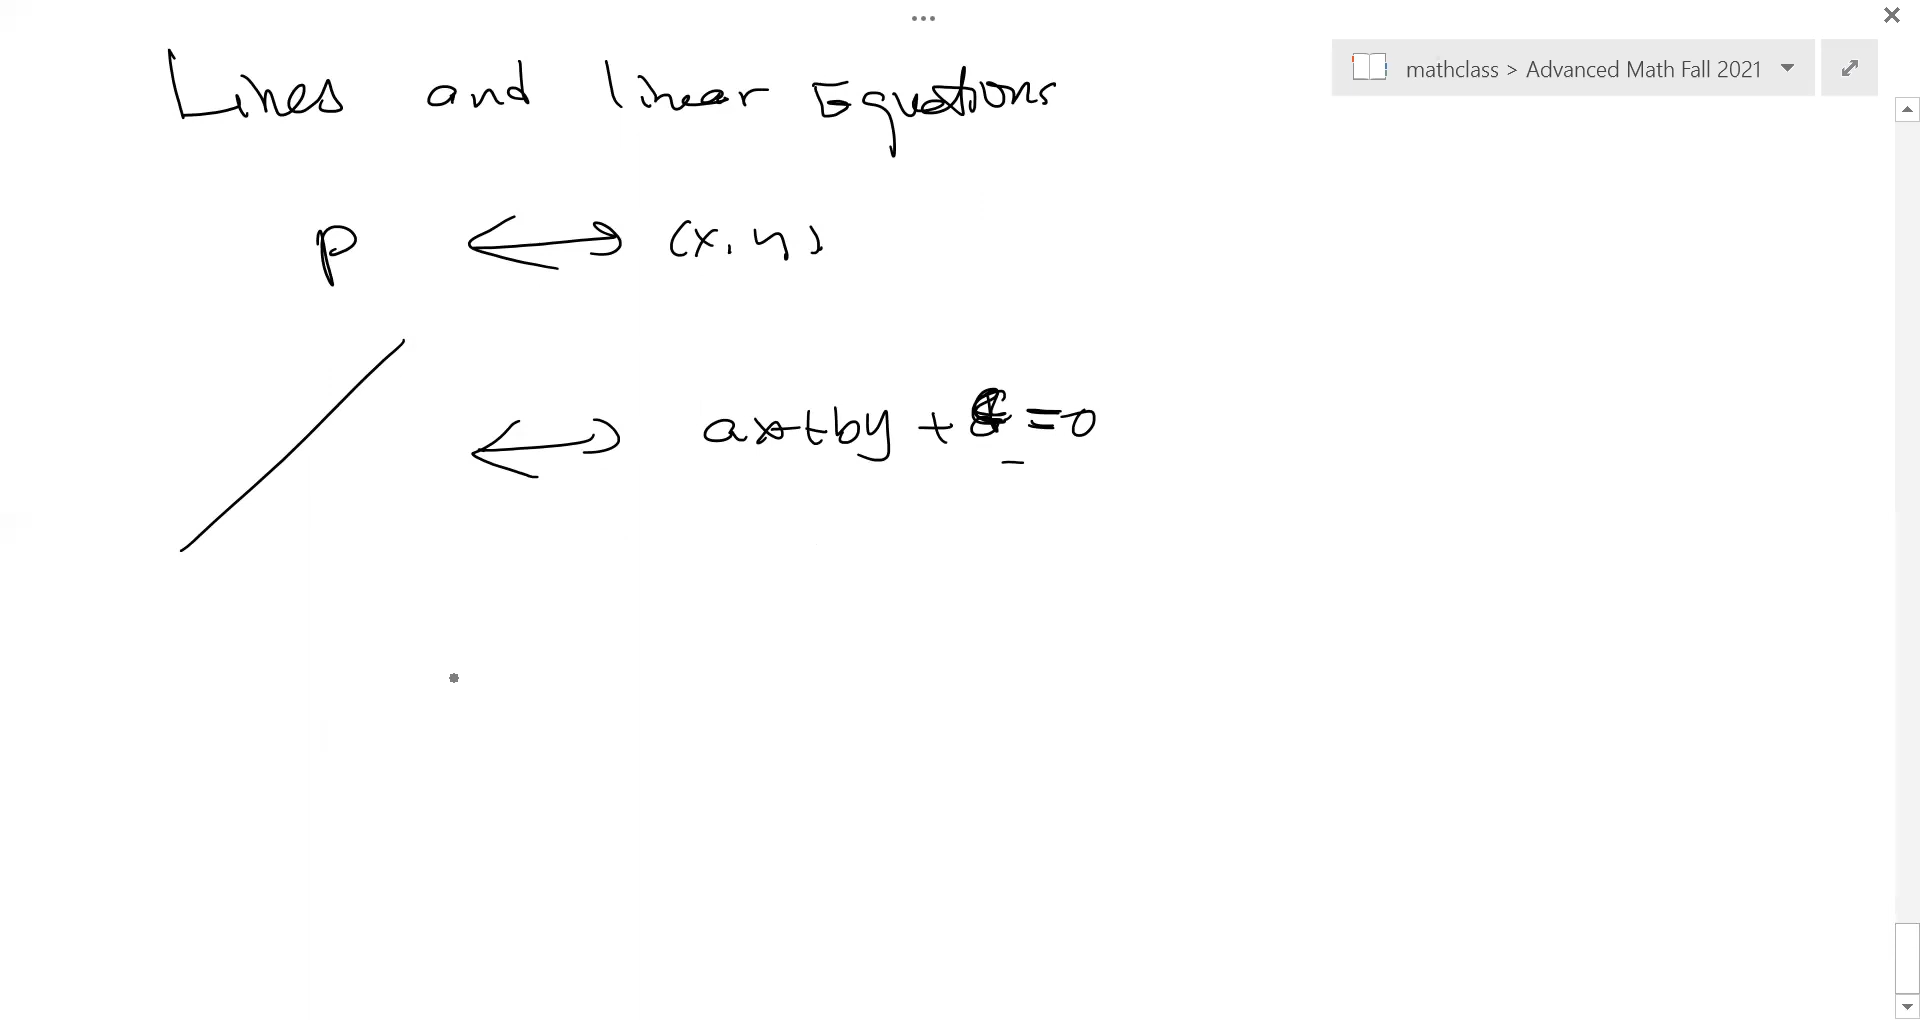 mathclass > Advanced Math Fall 2021
Lines and linear Equations
P ↔ (x, y)
↔ ax+by + = 0